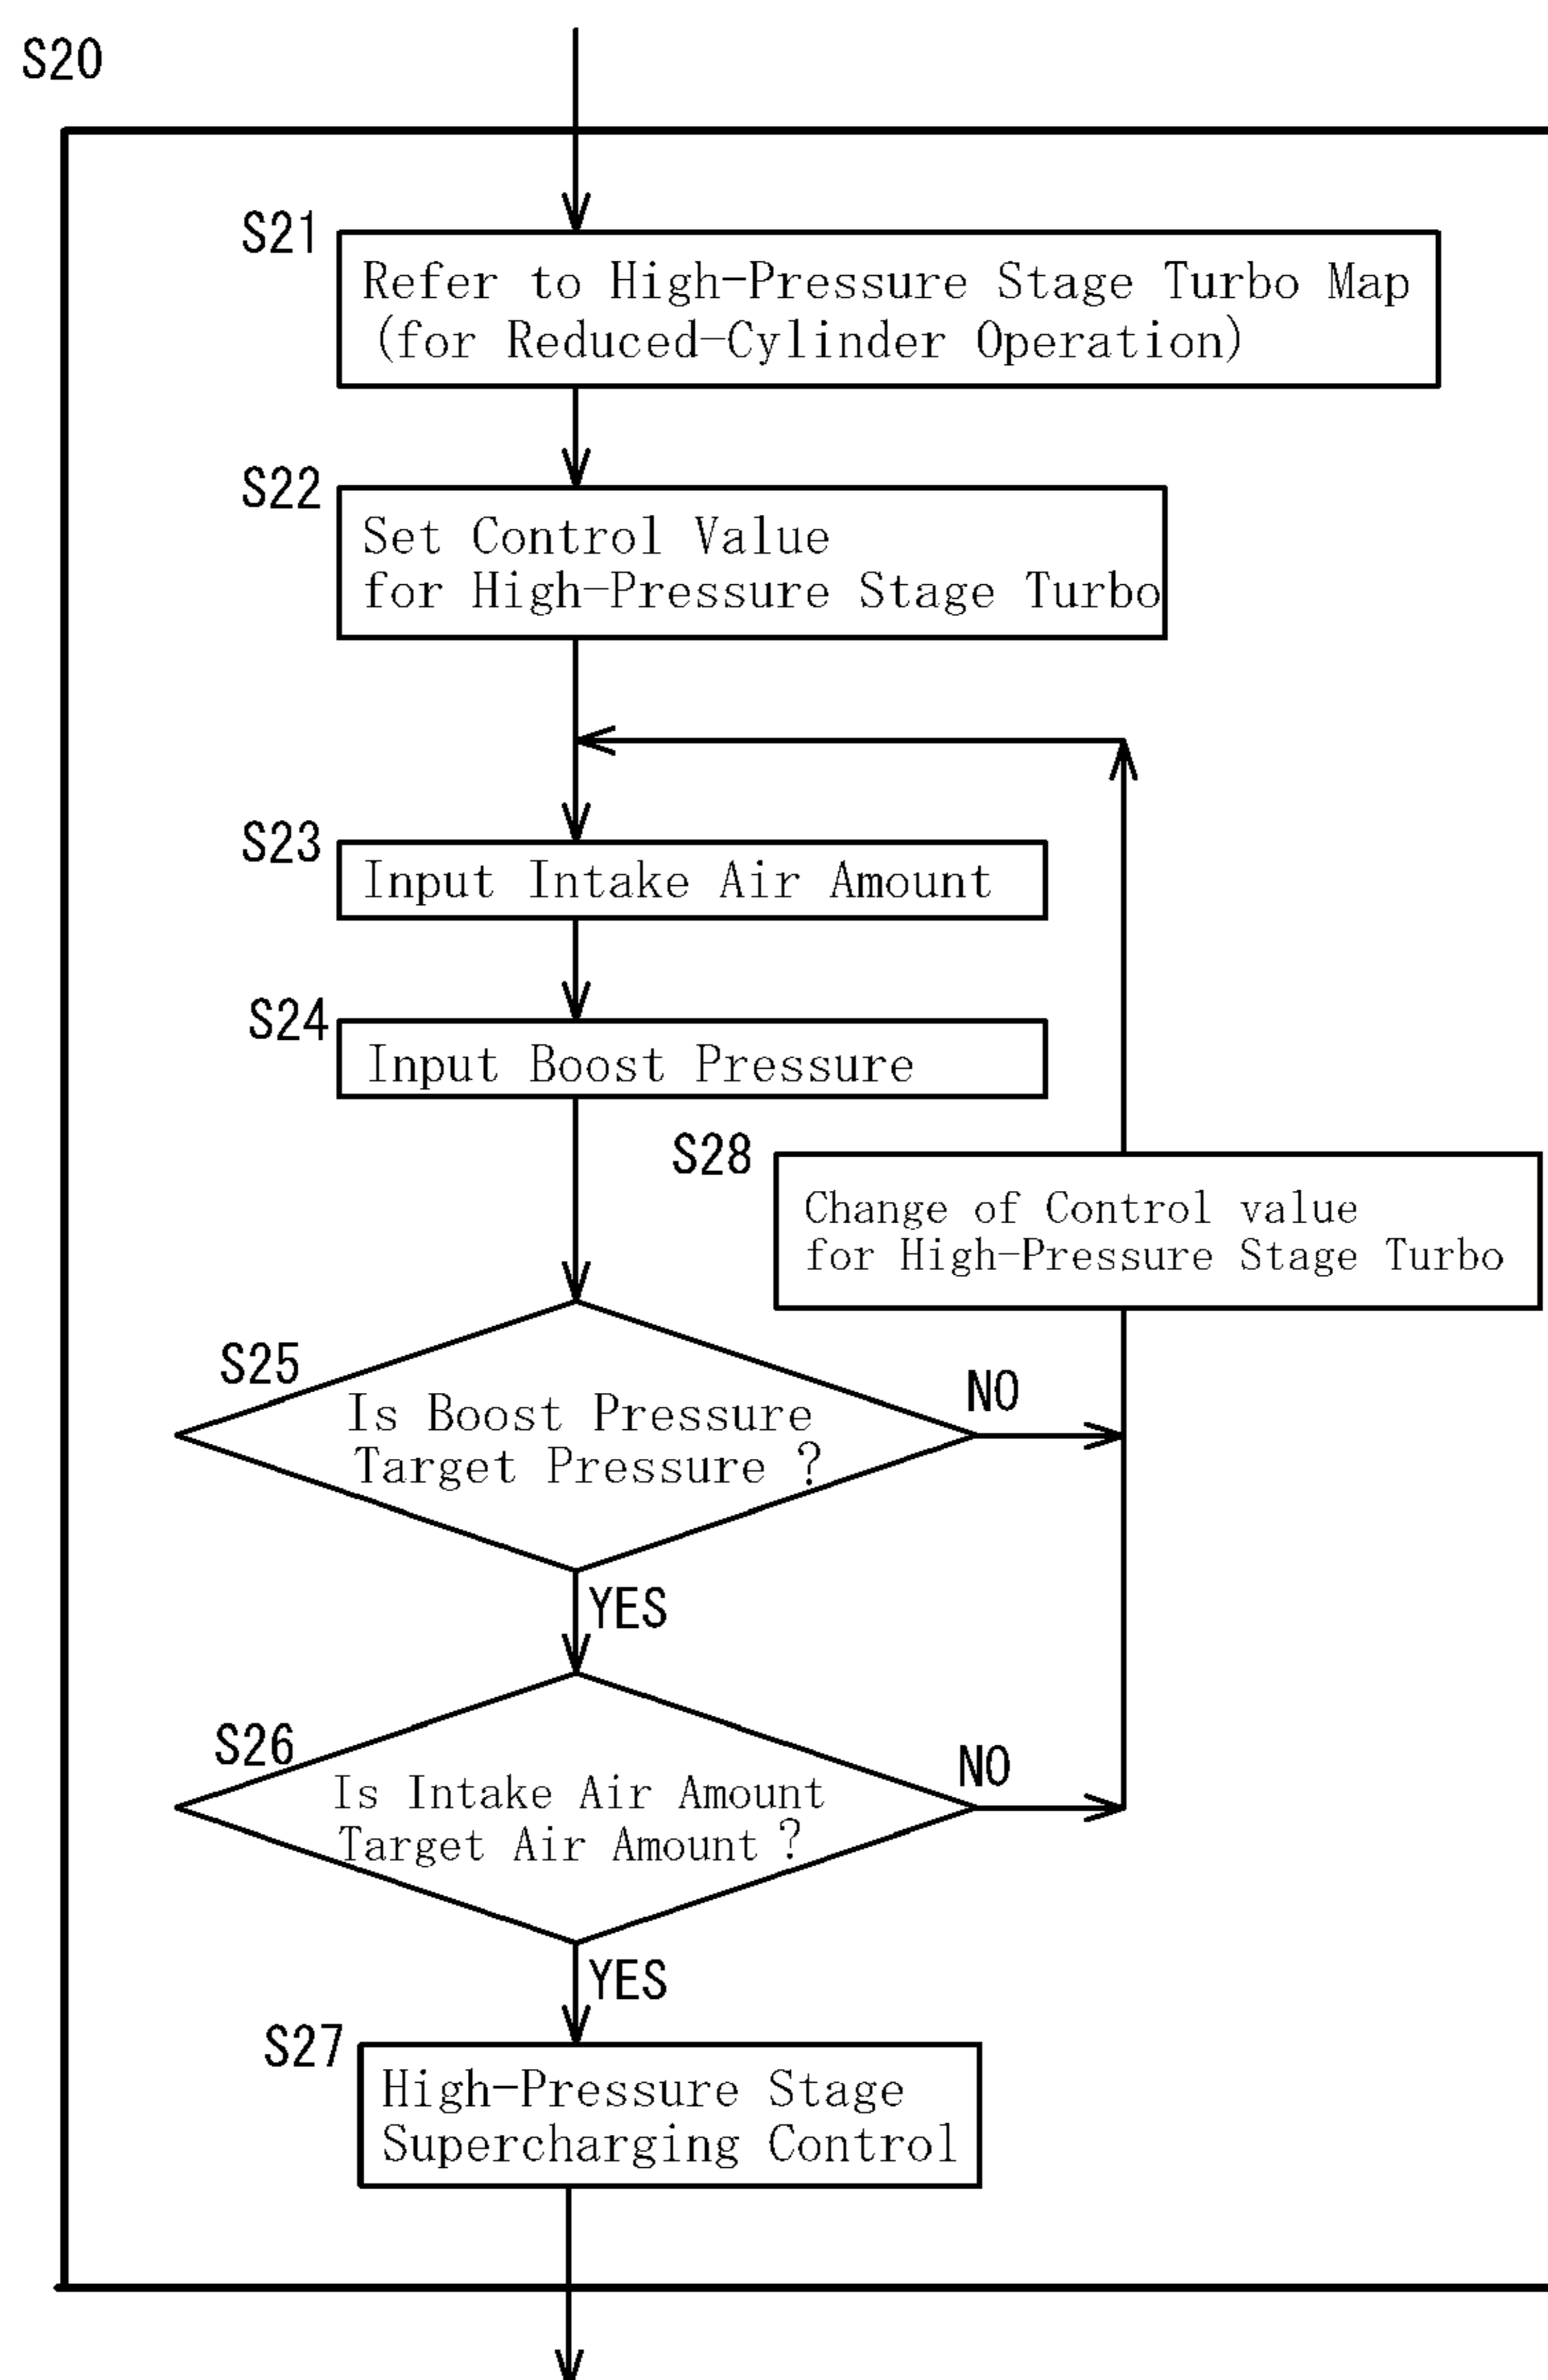 S20
S21
Refer to High-Pressure Stage Turbo Map
(for Reduced-Cylinder Operation)
S22
Set Control Value
for High-Pressure Stage Turbo
S23
Input Intake Air Amount
S24
Input Boost Pressure
S28
Change of Control value
for High-Pressure Stage Turbo
S25
Is Boost Pressure
Target Pressure ?
NO
YES
S26
Is Intake Air Amount
Target Air Amount ?
NO
YES
S27
High-Pressure Stage
Supercharging Control